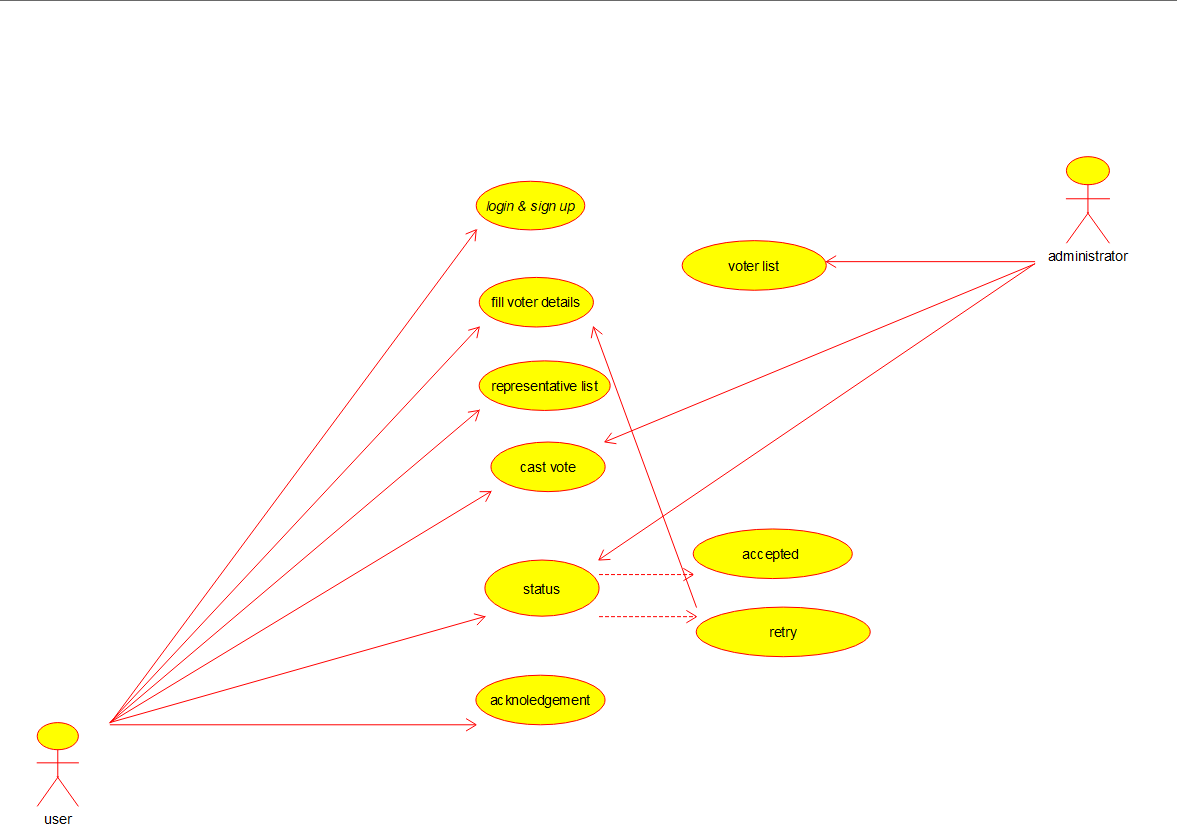 login & sign up
administrator
voter list
fill voter details
representative list
cast vote
accepted
status
retry
acknoledgement
user